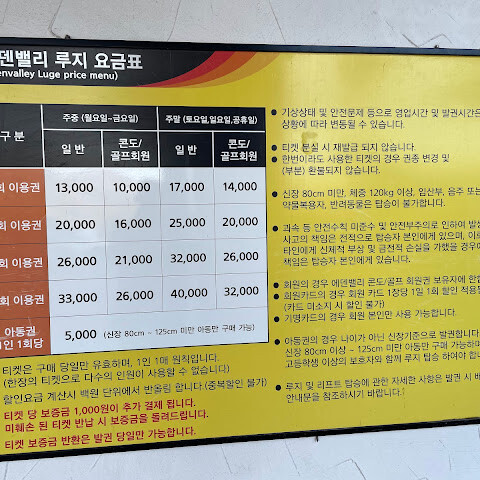 덴밸리 루지 요금표
envalley Luge price menu)
구 분
주중 (월요일~금요일)
주말 (토요일,일요일,공휴일)
일 반
콘도/
골프회원
일 반
콘도/
골프회원
회 이용권
13,000
10,000
17,000
14,000
회 이용권
20,000
16,000
25,000
20,000
회 이용권
26,000
21,000
32,000
26,000
회 이용권
33,000
26,000
40,000
32,000
아동권
1인 1회당
5,000 (신장 80cm ~ 125cm 미만 아동만 구매 가능)
티켓은 구매 당일만 유효하며, 1인 1매 원칙입니다.
(한장의 티켓으로 다수의 인원이 사용할 수 없습니다)
할인요금 계산시 백원 단위에서 반올림 합니다.(중복할인 불가)
티켓 당 보증금 1,000원이 추가 결제 됩니다.
미훼손 된 티켓 반납 시 보증금을 돌려드립니다.
티켓 보증금 반환은 발권 당일만 가능합니다.
● 기상상태 및 안전문제 등으로 영업시간 및 발권시간은
상황에 따라 변동될 수 있습니다.
● 티켓 분실 시 재발급 되지 않습니다.
● 한번이라도 사용한 티켓의 경우 권종 변경 및
(부분) 환불되지 않습니다.
● 신장 80cm 미만, 체중 120kg 이상, 임산부, 음주 또는
약물복용자, 반려동물은 탑승이 불가합니다.
● 과속 등 안전수칙 미준수 및 안전부주의로 인하여 발생
사고의 책임은 전적으로 탑승자 본인에게 있으며, 이로
타인에게 신체적 부상 및 금전적 손실을 가했을 경우에
책임은 탑승자 본인에게 있습니다.
● 회원의 경우 에덴밸리 콘도/골프 회원권 보유자에 한합
● 회원카드의 경우 회원 카드 1장당 1일 1회 할인 적용됩
(카드 미소지 시 할인 불가)
● 기명카드의 경우 회원 본인만 사용 가능합니다.
● 아동권의 경우 나이가 아닌 신장기준으로 발권합니다.
신장 80cm 이상 ~ 125cm 미만 아동만 구매 가능하며
고등학생 이상의 보호자와 함께 루지 탑승 하여야 합니
● 루지 및 리프트 탑승에 관한 자세한 사항은 발권 시 배
안내문을 참조하시기 바랍니다.